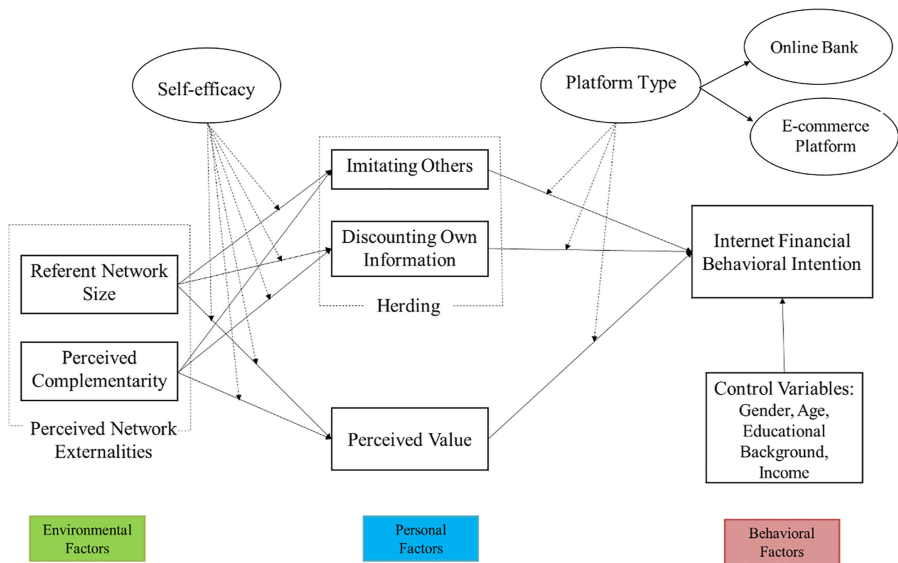 Self-efficacy
Platform Type
Online Bank
E-commerce
Platform
Imitating Others
Discounting Own
Information
Herding
Referent Network
Size
Perceived
Complementarity
Perceived Network
Externalities
Perceived Value
Internet Financial
Behavioral Intention
Control Variables:
Gender, Age,
Educational
Background,
Income
Environmental
Factors
Personal
Factors
Behavioral
Factors